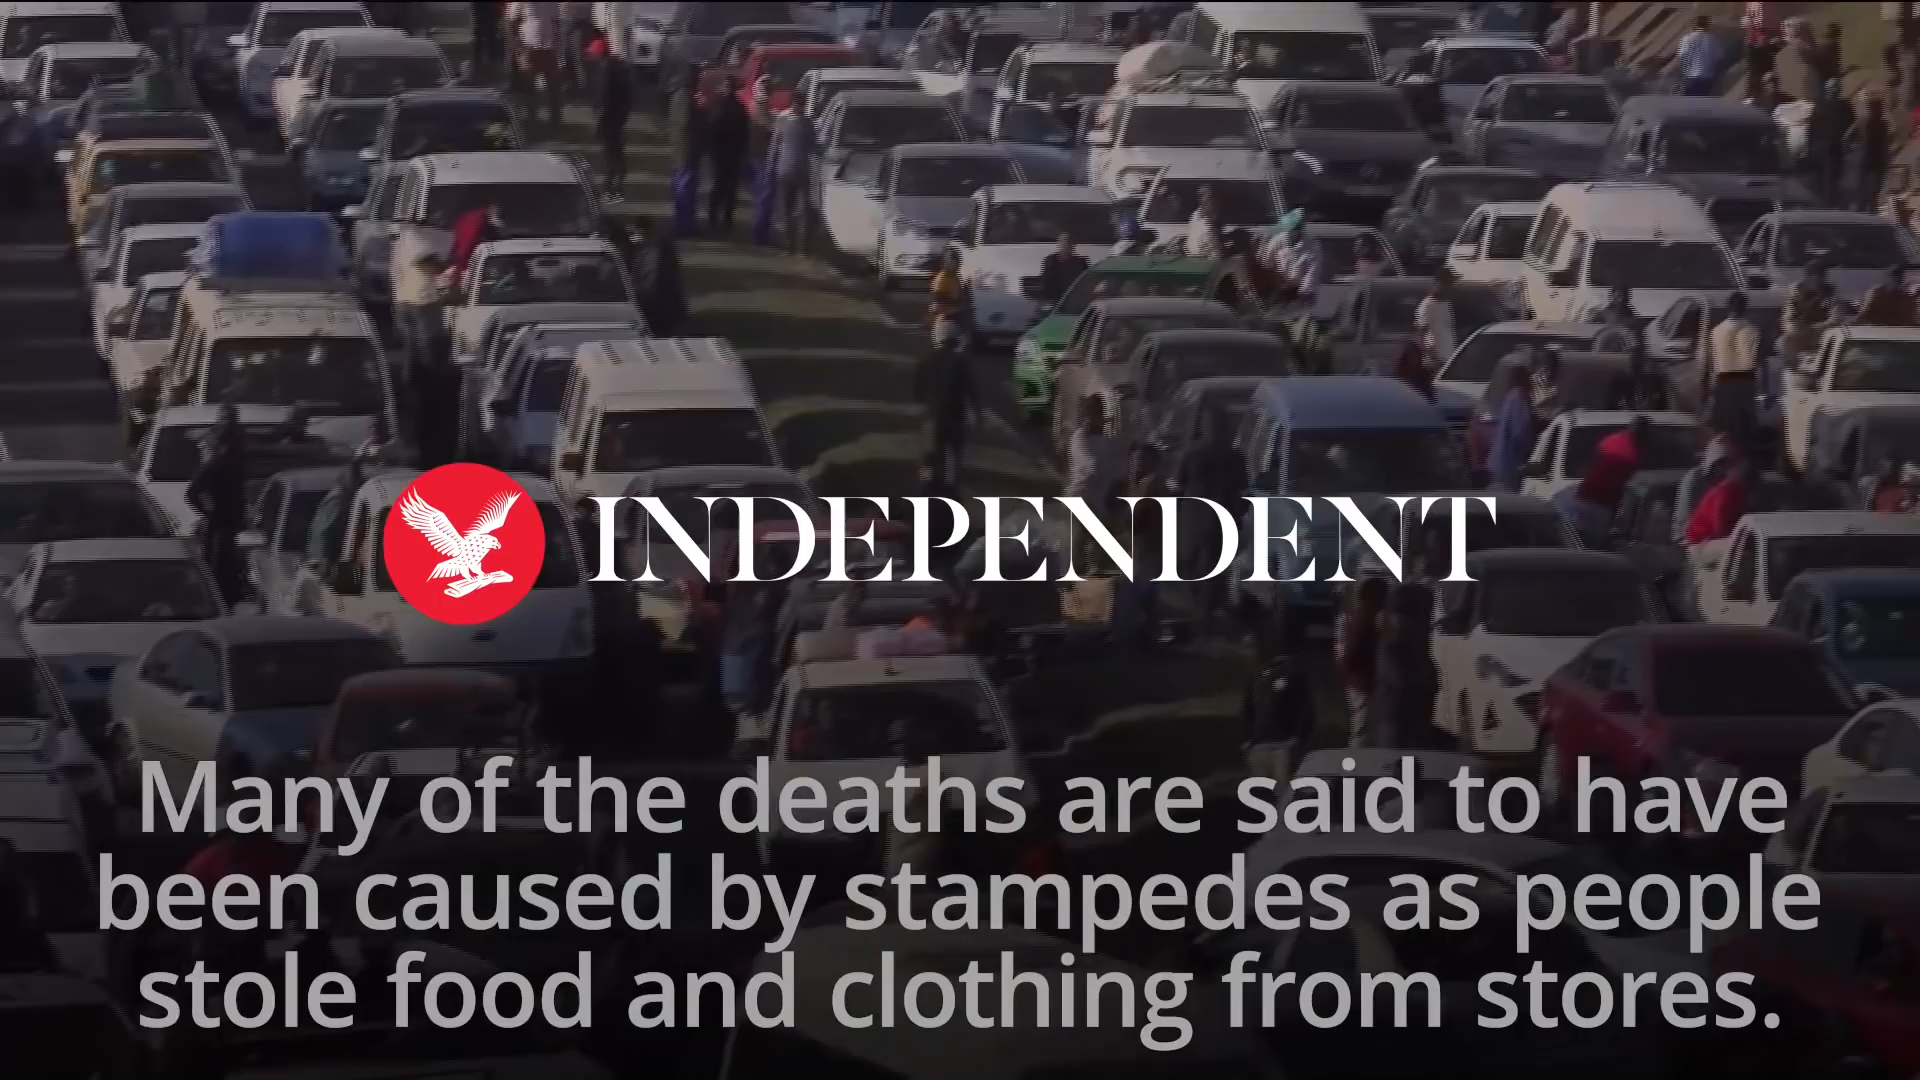 INDEPENDENT
Many of the deaths are said to have
been caused by stampedes as people
stole food and clothing from stores.